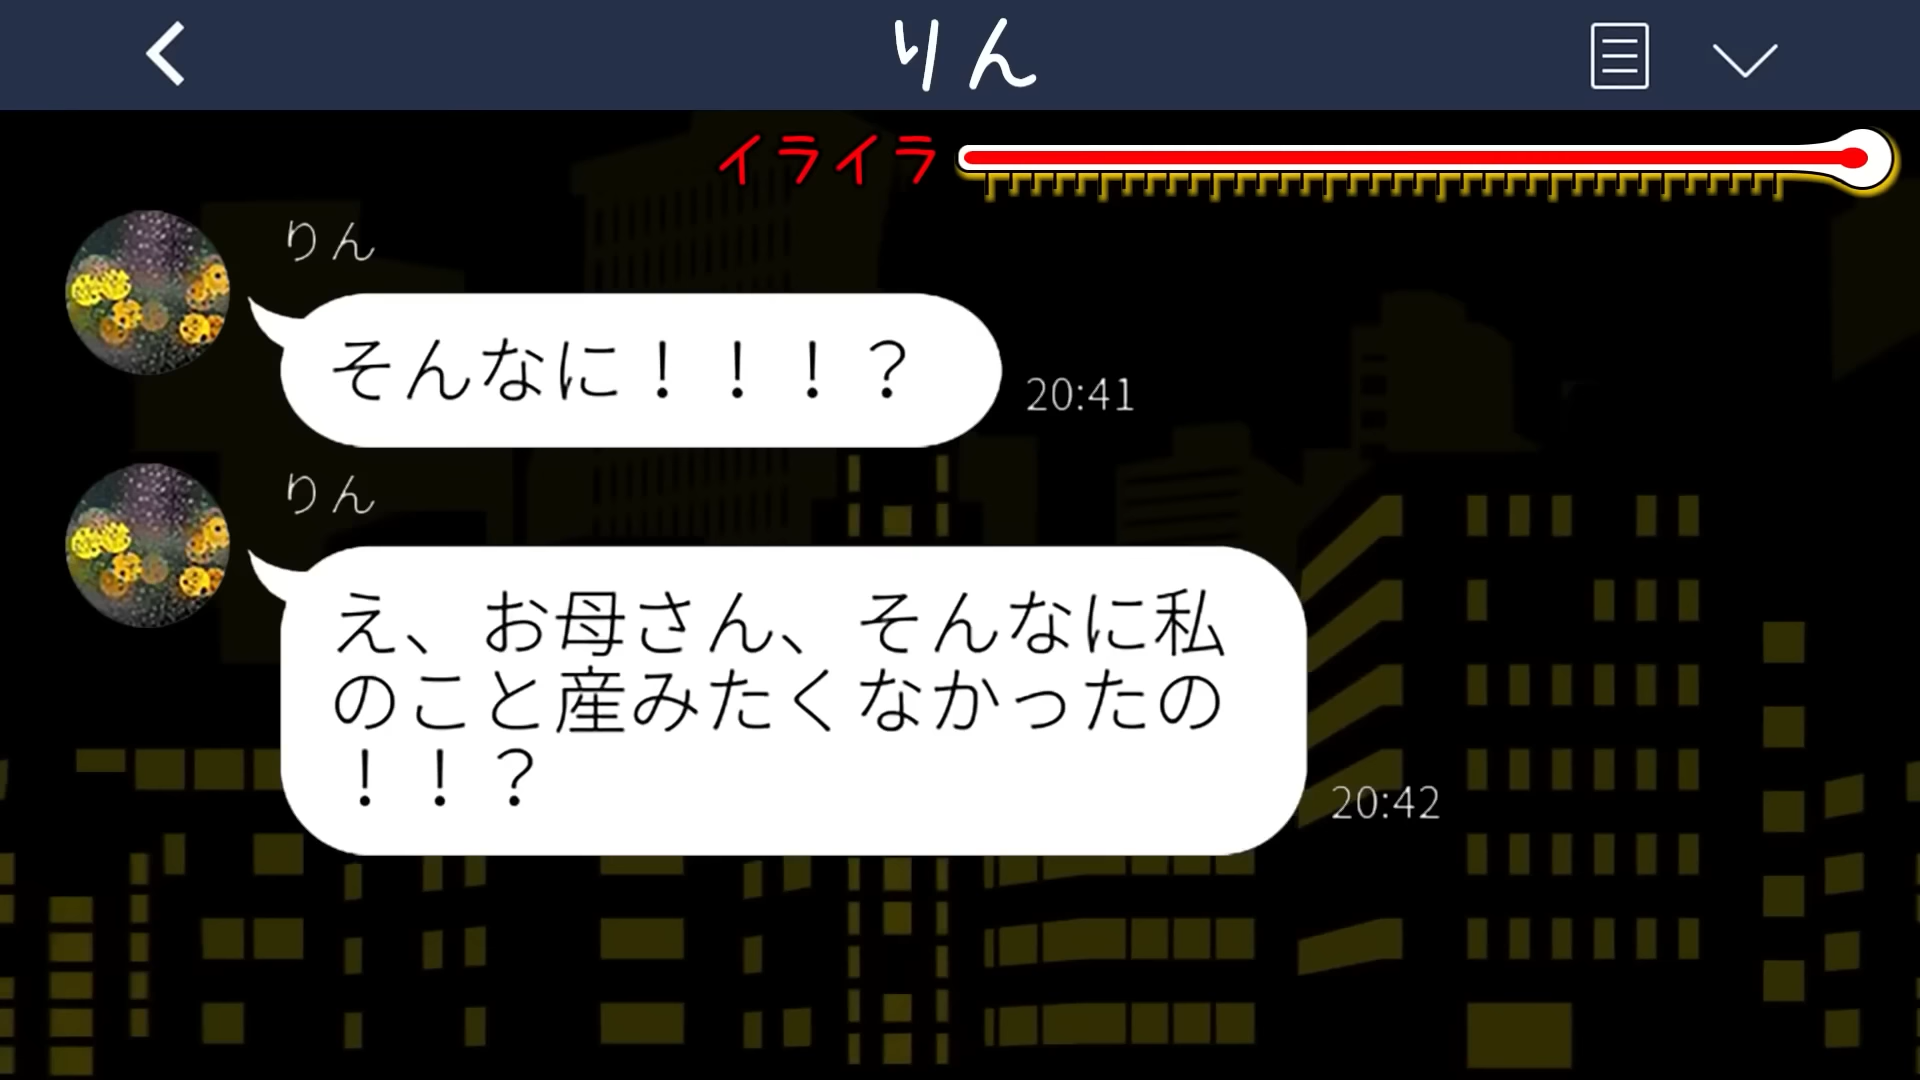 りん
イライラ
りん
そんなに！！！？
20:41
りん
え、お母さん、そんなに私
のこと産みたくなかったの
！！？
20:42